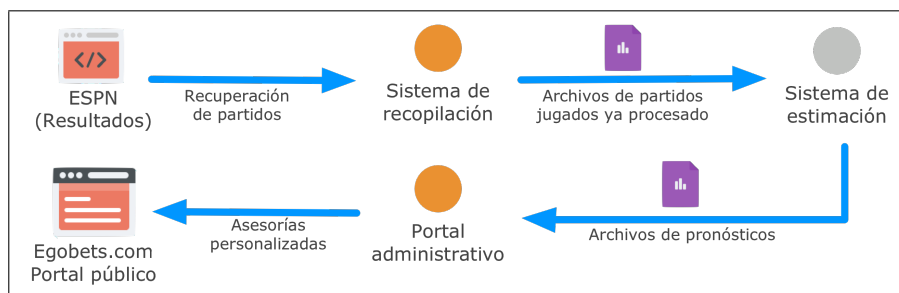 </>
ESPN
(Resultados)
Recuperación
de partidos
Sistema de
recopilación
Archivos de partidos
jugados ya procesado
Sistema de
estimación
Egobets.com
Portal público
Asesorías
personalizadas
Portal
administrativo
Archivos de pronósticos